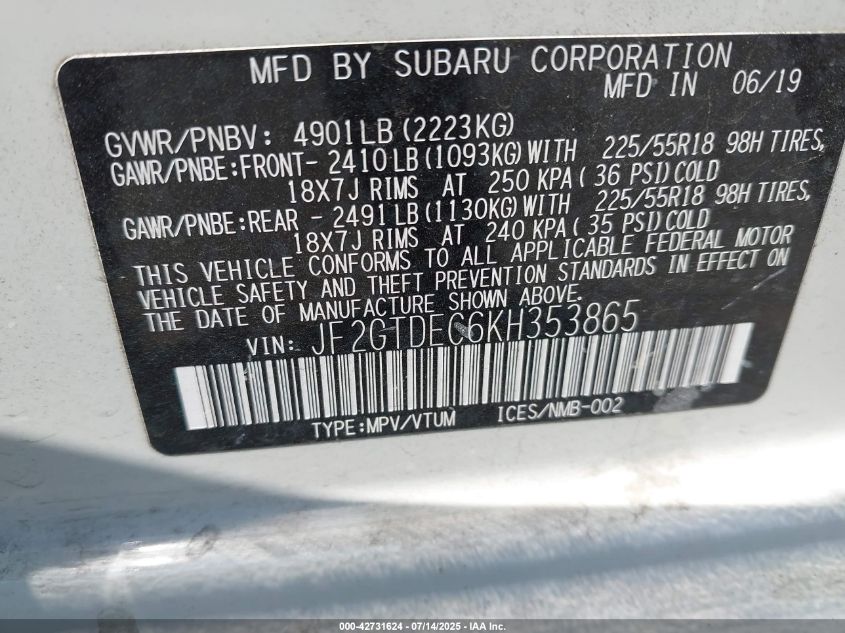 MFD BY SUBARU CORPORATION
MFD IN 06/19
GVWR/PNBV: 4901LB (2223KG)
GAWR/PNBE:FRONT- 2410LB (1093KG) WITH 225/55R18 98H TIRES,
18X7J RIMS AT 250 KPA ( 36 PSI) COLD
GAWR/PNBE:REAR - 2491LB (1130KG) WITH 225/55R18 98H TIRES,
18X7J RIMS AT 240 KPA ( 35 PSI) COLD
THIS VEHICLE CONFORMS TO ALL APPLICABLE FEDERAL MOTOR
VEHICLE SAFETY AND THEFT PREVENTION STANDARDS IN EFFECT ON
THE DATE OF MANUFACTURE SHOWN ABOVE.
VIN: JF2GTDEC6KH353865
TYPE:MPV/VTUM ICES/NMB-002
000-42731624 - 07/14/2025 - IAA Inc.